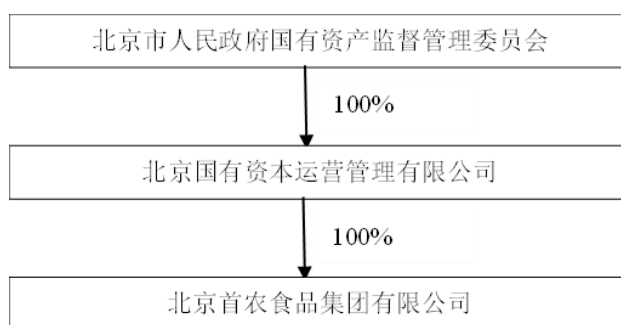 北京市人民政府国有资产监督管理委员会
100%
北京国有资本运营管理有限公司
100%
北京首农食品集团有限公司